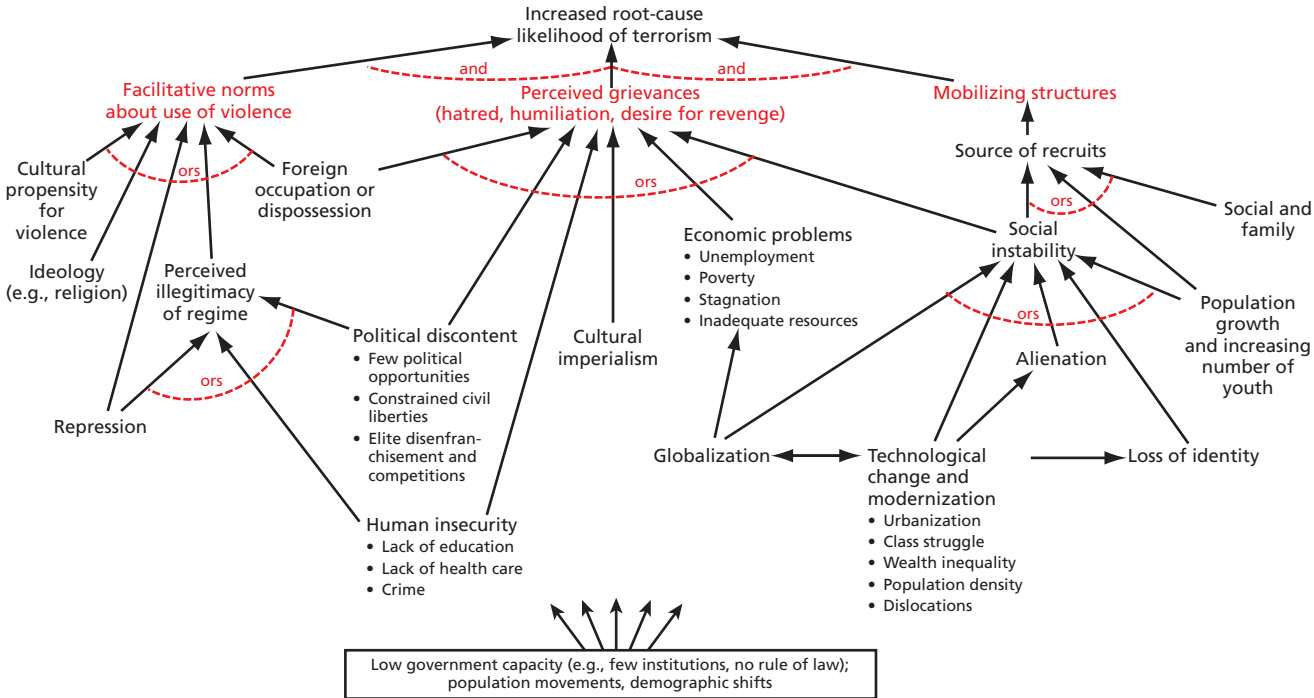 Increased root-cause
likelihood of terrorism
and
and
Facilitative norms
about use of violence
Perceived grievances
(hatred, humiliation, desire for revenge)
Mobilizing structures
Cultural
propensity
for
violence
ors
Foreign
occupation or
dispossession
ors
Source of recruits
ors
Social and
family
Ideology
(e.g., religion)
Perceived
illegitimacy
of regime
Economic problems
• Unemployment
• Poverty
• Stagnation
• Inadequate resources
Social
instability
ors
Population
growth
and increasing
number of
youth
ors
Political discontent
• Few political
opportunities
• Constrained civil
liberties
• Elite disenfran-
chisement and
competitions
Cultural
imperialism
Alienation
Repression
Globalization
Technological
change and
modernization
• Urbanization
• Class struggle
• Wealth inequality
• Population density
• Dislocations
Loss of identity
Human insecurity
• Lack of education
• Lack of health care
• Crime
Low government capacity (e.g., few institutions, no rule of law);
population movements, demographic shifts